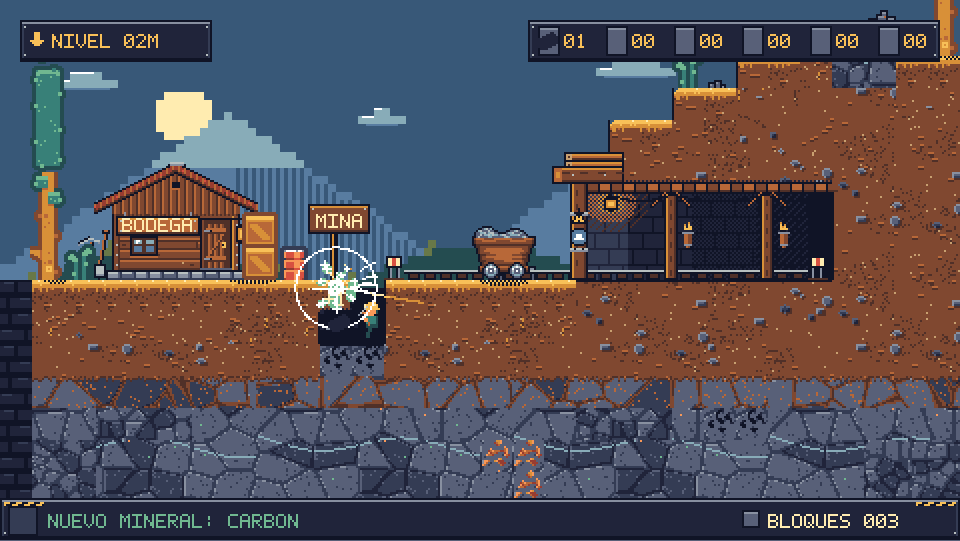 NIVEL 02M
01 00 00 00 00 00
BODEGA
MINA
NUEVO MINERAL: CARBON
BLOQUES 003